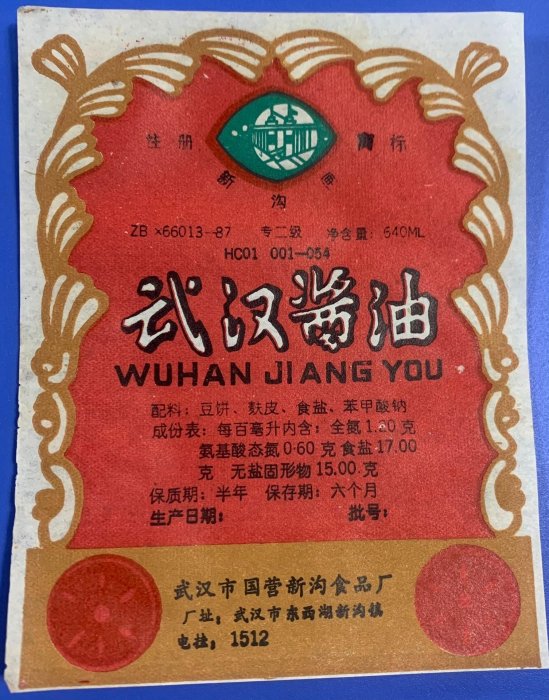 注册 商标
新沟牌
ZB ×66013—87 专二级 净含量：640ML
HC01 001—054
武汉酱油
WUHAN JIANG YOU
配料：豆饼、麸皮、食盐、苯甲酸钠
成份表：每百毫升内含：全氮1.20克
氨基酸态氮0·60 克 食盐17.00
克 无盐固形物15.00.克
保质期：半年 保存期：六个月
生产日期： 批号：
武汉市国营新沟食品厂
厂址：武汉市东西湖新沟镇
电挂：1512